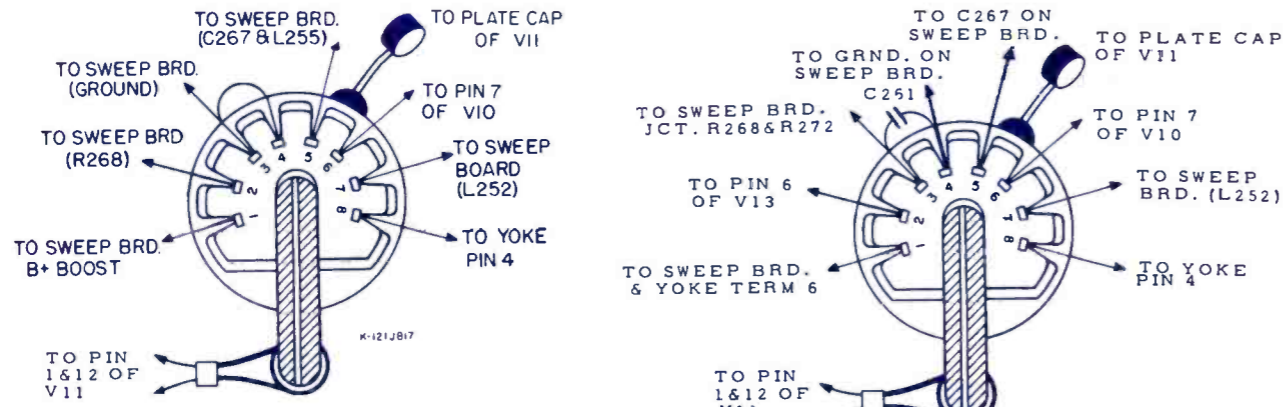 TO SWEEP BRD.
(C267 & L255)
TO PLATE CAP
OF V11
TO SWEEP BRD.
(GROUND)
TO PIN 7
OF V10
TO SWEEP BRD
(R268)
TO SWEEP
BOARD
(L252)
TO SWEEP BRD.
B+ BOOST
TO YOKE
PIN 4
1
2
3
4
5
6
7
8
K-121J817
TO PIN
1&12 OF
V11
TO C267 ON
SWEEP BRD.
TO GRND. ON
SWEEP BRD.
C261
TO PLATE CAP
OF V11
TO SWEEP BRD.
JCT. R268&R272
TO PIN 7
OF V10
TO PIN 6
OF V13
TO SWEEP
BRD. (L252)
TO SWEEP BRD.
& YOKE TERM 6
TO YOKE
PIN 4
1
2
3
4
5
6
7
8
TO PIN
1&12 OF